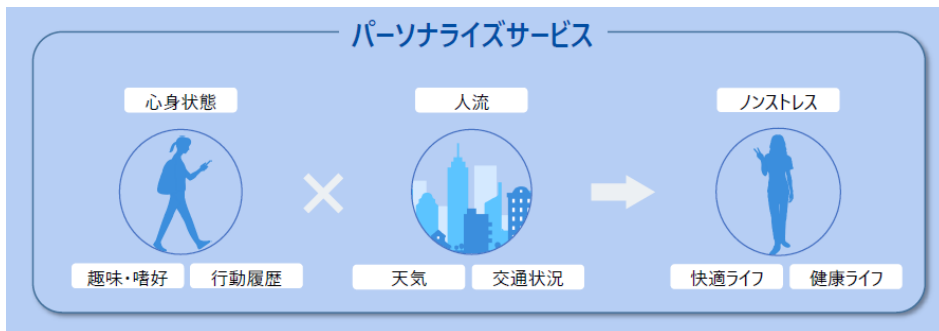 パーソナライズサービス
心身状態
人流
ノンストレス
趣味・嗜好 行動履歴
天気 交通状況
快適ライフ 健康ライフ